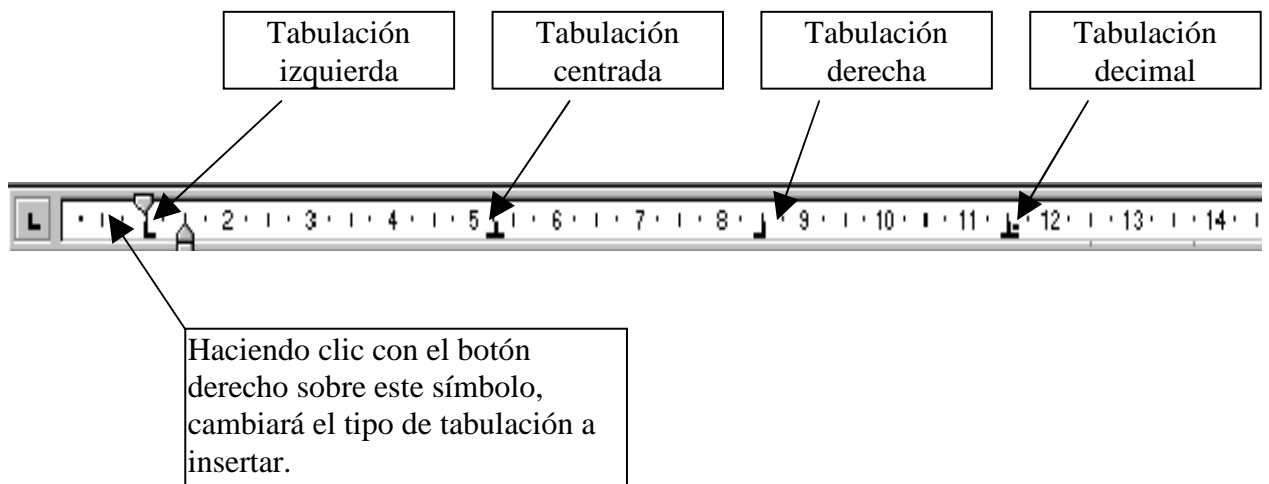 Tabulación
izquierda
Tabulación
centrada
Tabulación
derecha
Tabulación
decimal
L 2 3 4 5 6 7 8 9 10 11 12 13 14
Haciendo clic con el botón
derecho sobre este símbolo,
cambiará el tipo de tabulación a
insertar.